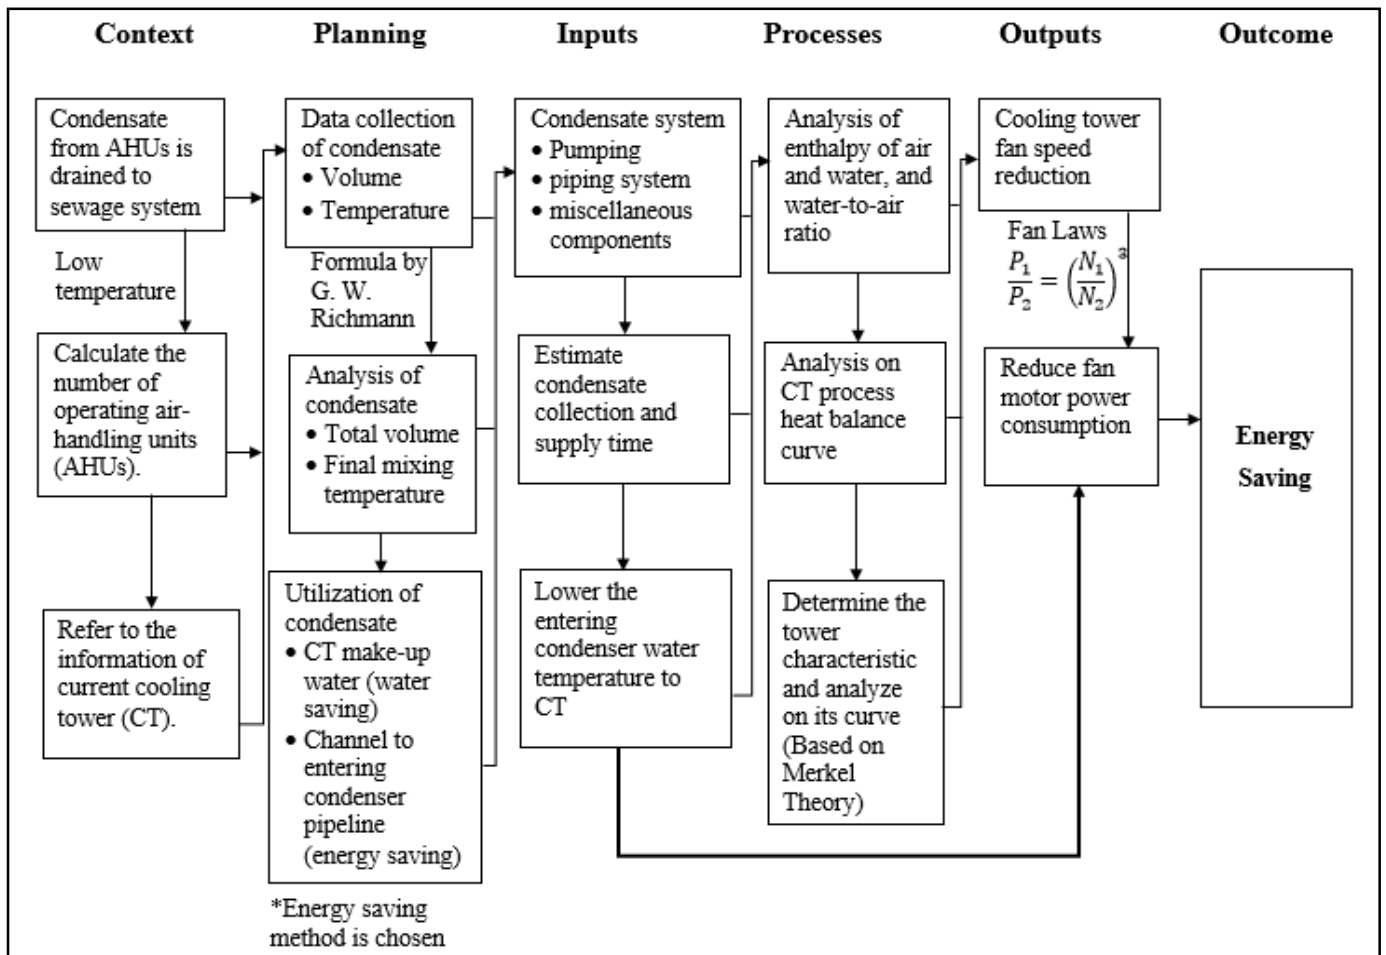 Context
Planning
Inputs
Processes
Outputs
Outcome
Condensate
from AHUs is
drained to
sewage system
Low
temperature
Calculate the
number of
operating air-
handling units
(AHUs).
Refer to the
information of
current cooling
tower (CT).
Data collection
of condensate
• Volume
• Temperature
Formula by
G. W.
Richmann
Analysis of
condensate
• Total volume
• Final mixing
temperature
Utilization of
condensate
• CT make-up
water (water
saving)
• Channel to
entering
condenser
pipeline
(energy saving)
*Energy saving
method is chosen
Condensate system
• Pumping
• piping system
• miscellaneous
components
Estimate
condensate
collection and
supply time
Lower the
entering
condenser water
temperature to
CT
Analysis of
enthalpy of air
and water, and
water-to-air
ratio
Analysis on
CT process
heat balance
curve
Determine the
tower
characteristic
and analyze
on its curve
(Based on
Merkel
Theory)
Cooling tower
fan speed
reduction
Fan Laws
P₁/P₂ = (N₁/N₂)³
Reduce fan
motor power
consumption
Energy
Saving